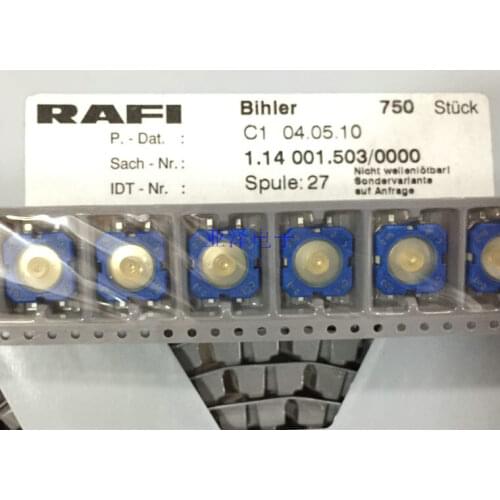 RAFI Bihler 750 Stück
P. - Dat. : C1 04.05.10
Sach - Nr.: 1.14 001.503/0000
IDT - Nr. : Spule: 27
Nicht wellenlötbar!
Sondervariante
auf Anfrage